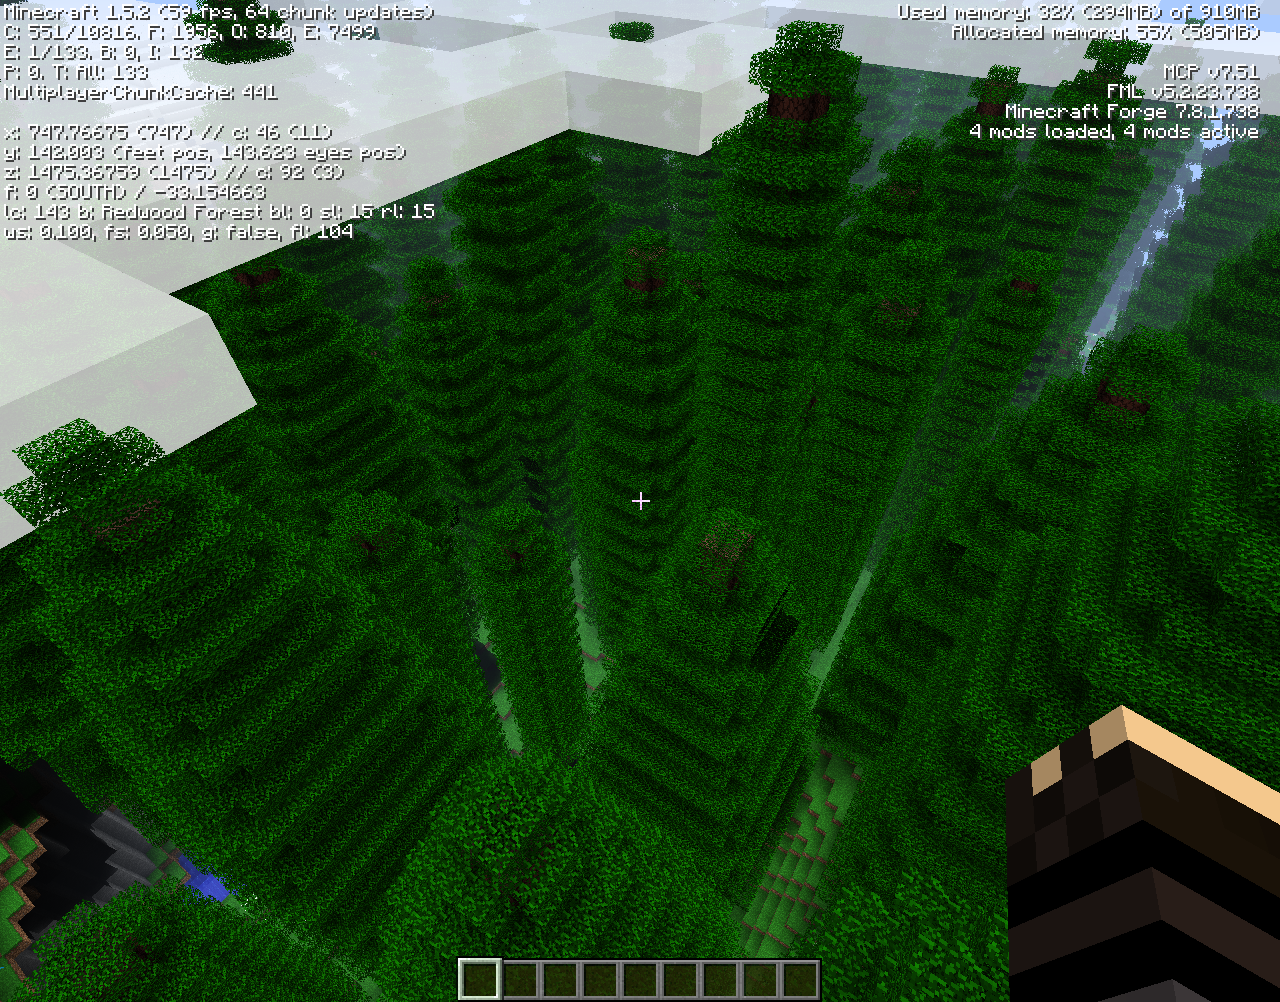 Minecraft 1.5.2 (59 fps, 64 chunk updates)
C: 551/10816, F: 1956, O: 810, E: 7499
E: 1/133, B: 0, I: 132
P: 0, T: All: 133
MultiplayerChunkCache: 441
x: 747.76675 (747) // c: 46 (11)
y: 142.003 (feet pos, 143.623 eyes pos)
z: 1475.36759 (1475) // c: 92 (3)
f: 0 (SOUTH) / -33.154663
lc: 143 b: Redwood Forest bl: 0 sl: 15 rl: 15
ws: 0.100, fs: 0.050, g: false, fl: 104
Used memory: 32% (294MB) of 910MB
Allocated memory: 55% (505MB)
MCP v7.51
FML v5.2.23.738
Minecraft Forge 7.8.1.738
4 mods loaded, 4 mods active